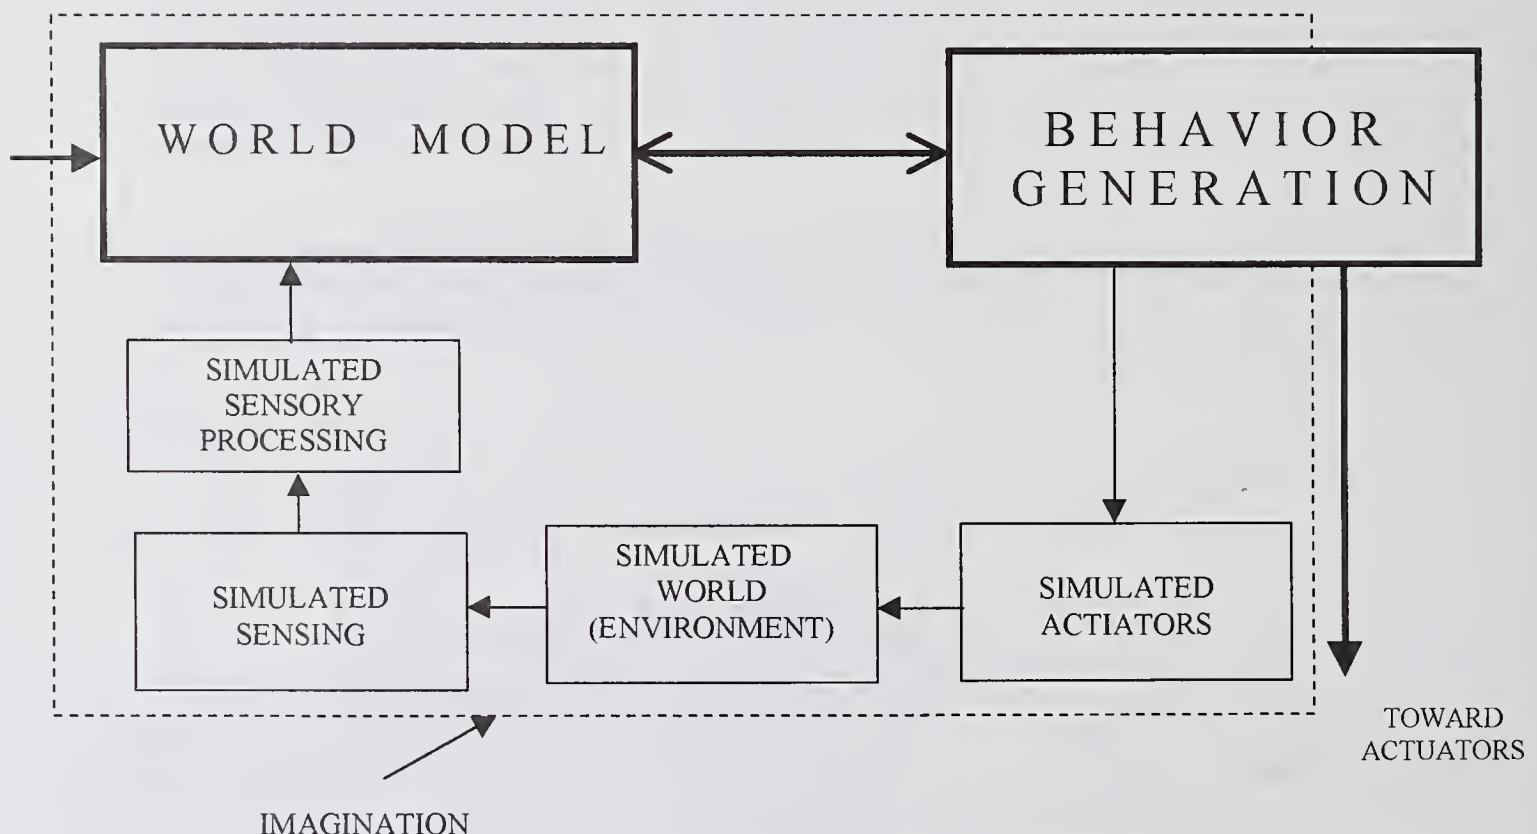 WORLD MODEL
BEHAVIOR
GENERATION
SIMULATED
SENSORY
PROCESSING
SIMULATED
SENSING
SIMULATED
WORLD
(ENVIRONMENT)
SIMULATED
ACTIATORS
TOWARD
ACTUATORS
IMAGINATION